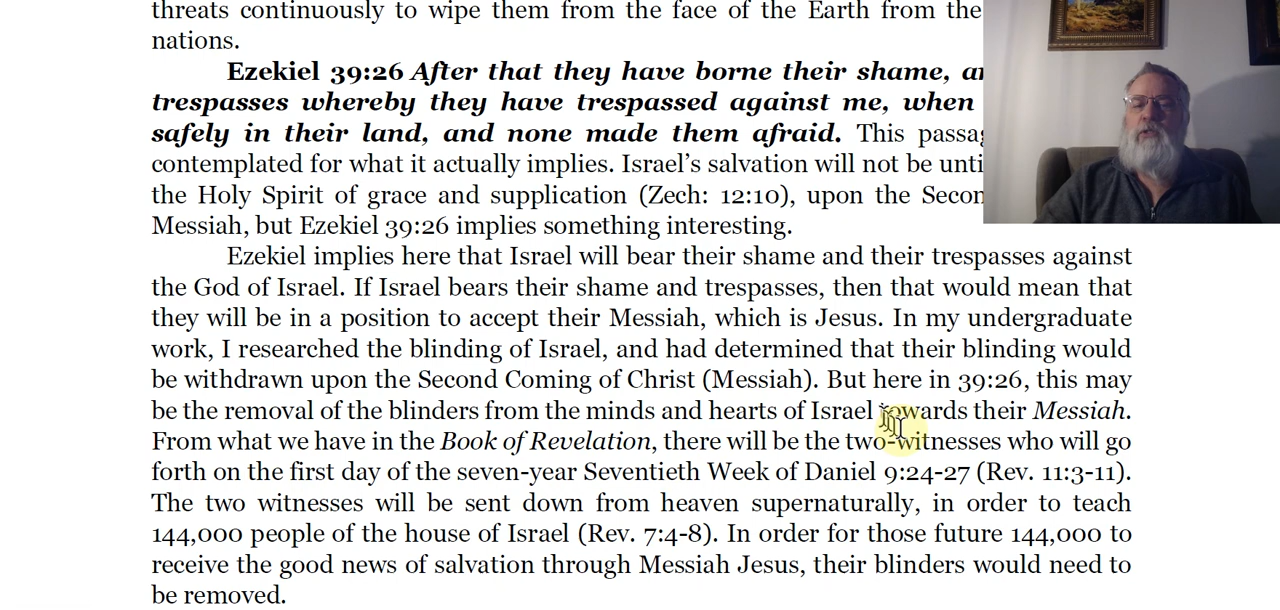 threats continuously to wipe them from the face of the Earth from the
nations.
Ezekiel 39:26 After that they have borne their shame,
trespasses whereby they have trespassed against me, when
safely in their land, and none made them afraid. This
contemplated for what it actually implies. Israel’s salvation will not be
the Holy Spirit of grace and supplication (Zech: 12:10), upon the
Messiah, but Ezekiel 39:26 implies something interesting.
Ezekiel implies here that Israel will bear their shame and their trespasses against
the God of Israel. If Israel bears their shame and trespasses, then that would mean that
they will be in a position to accept their Messiah, which is Jesus. In my undergraduate
work, I researched the blinding of Israel, and had determined that their blinding would
be withdrawn upon the Second Coming of Christ (Messiah). But here in 39:26, this may
be the removal of the blinders from the minds and hearts of Israel towards their Messiah.
From what we have in the Book of Revelation, there will be the two-witnesses who will go
forth on the first day of the seven-year Seventieth Week of Daniel 9:24-27 (Rev. 11:3-11).
The two witnesses will be sent down from heaven supernaturally, in order to teach
144,000 people of the house of Israel (Rev. 7:4-8). In order for those future 144,000 to
receive the good news of salvation through Messiah Jesus, their blinders would need to
be removed.